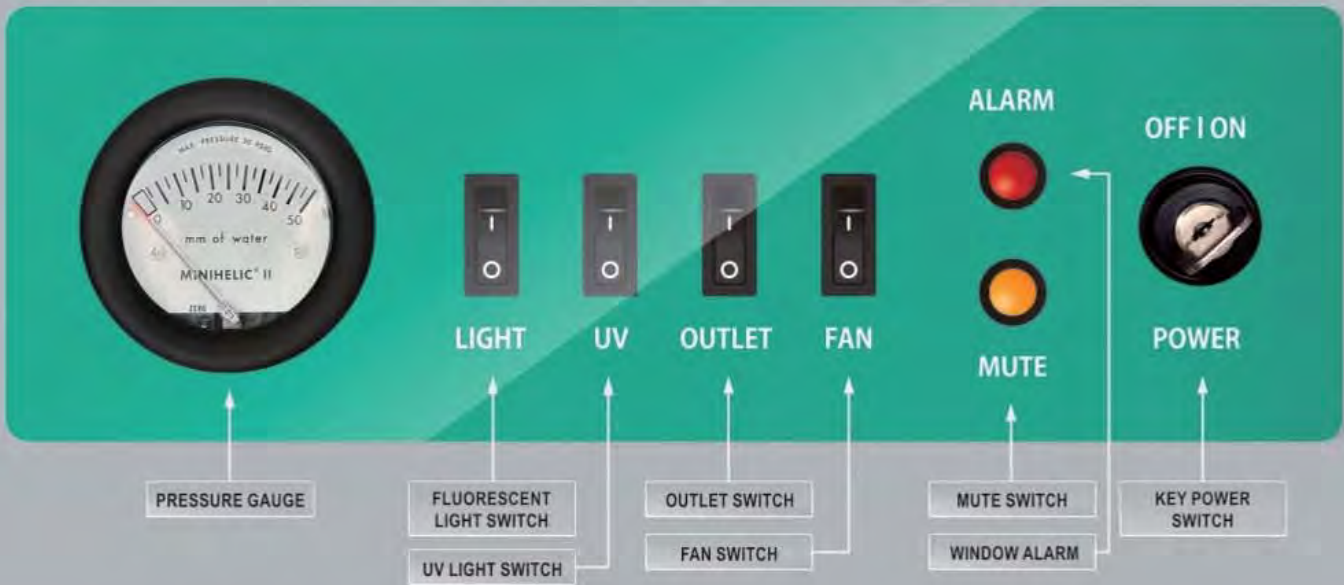 MAX. PRESSURE 30 PSIG
0 10 20 30 40 50
mm of water
MINIHELIC® II
ZERO
I
O
LIGHT
I
O
UV
I
O
OUTLET
I
O
FAN
ALARM
MUTE
OFF I ON
POWER
PRESSURE GAUGE
FLUORESCENT
LIGHT SWITCH
UV LIGHT SWITCH
OUTLET SWITCH
FAN SWITCH
MUTE SWITCH
WINDOW ALARM
KEY POWER
SWITCH